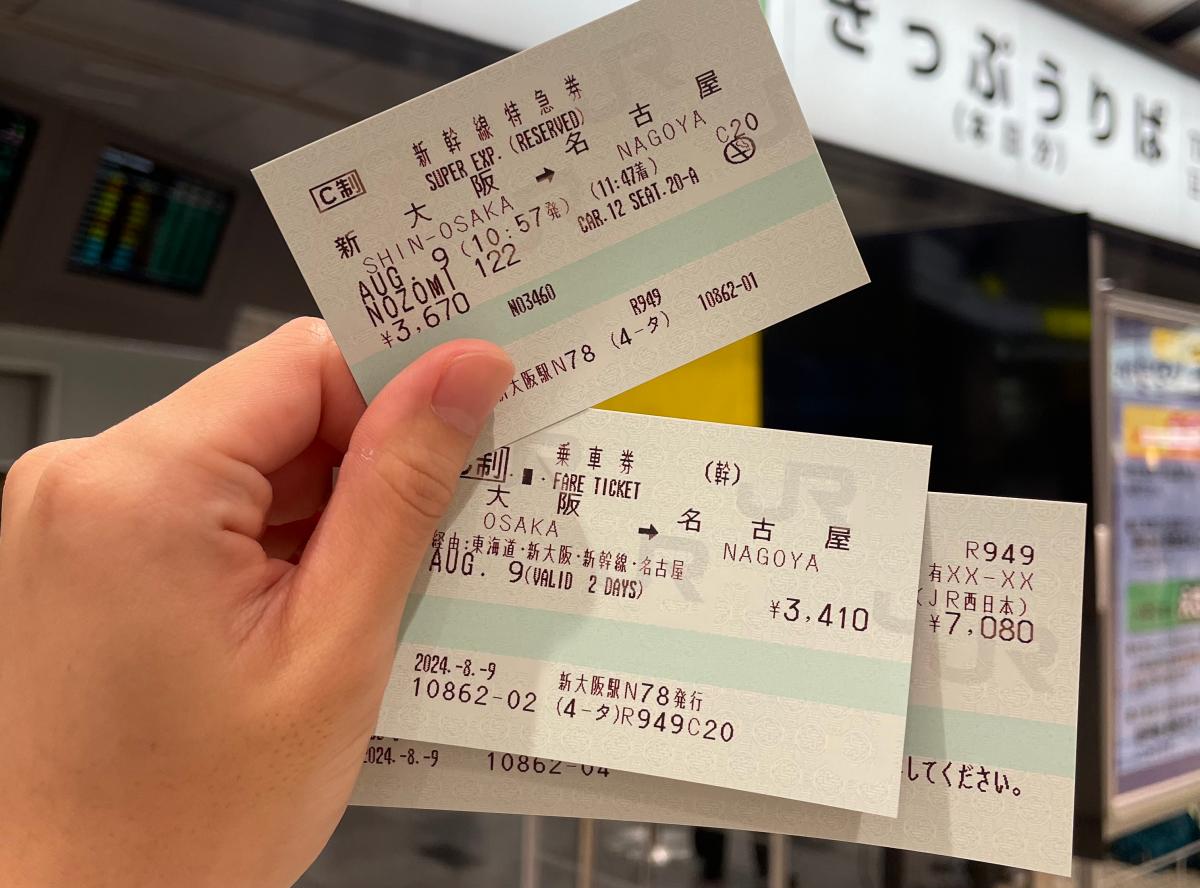 きっぷうりば
(本日分)
新幹線特急券
C制 SUPER EXP. (RESERVED)
新大阪 → 名古屋
SHIN-OSAKA NAGOYA C20
AUG. 9 (10:57発) (11:47着)
NOZOMI 122 CAR.12 SEAT.20-A
¥3,670
N03460 R949 10862-01
新大阪駅N78 (4-タ)
JR
C制 乗車券 (幹)
FARE TICKET
大阪 → 名古屋
OSAKA NAGOYA
経由:東海道・新大阪・新幹線・名古屋
AUG. 9(VALID 2 DAYS)
¥3,410
2024.-8.-9 新大阪駅N78発行
10862-02 (4-タ)R949C20
R949
有XX-XX
(JR西日本)
¥7,080
してください。
2024.-8.-9 10862-04